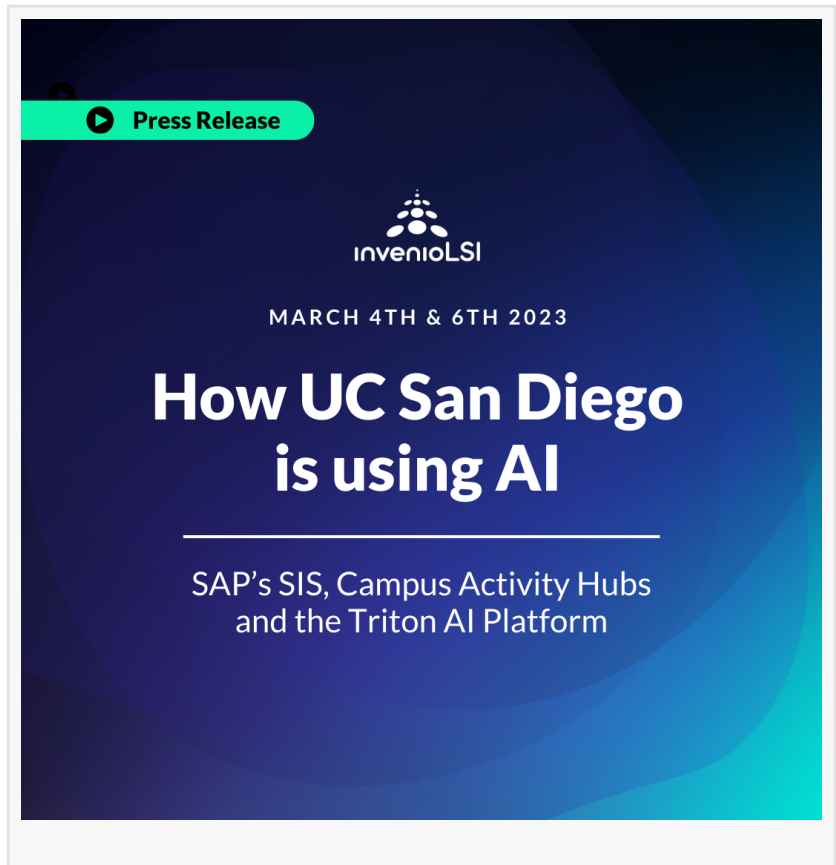 Press Release
invenioLSI
MARCH 4TH & 6TH 2023
How UC San Diego
is using AI
SAP's SIS, Campus Activity Hubs
and the Triton AI Platform